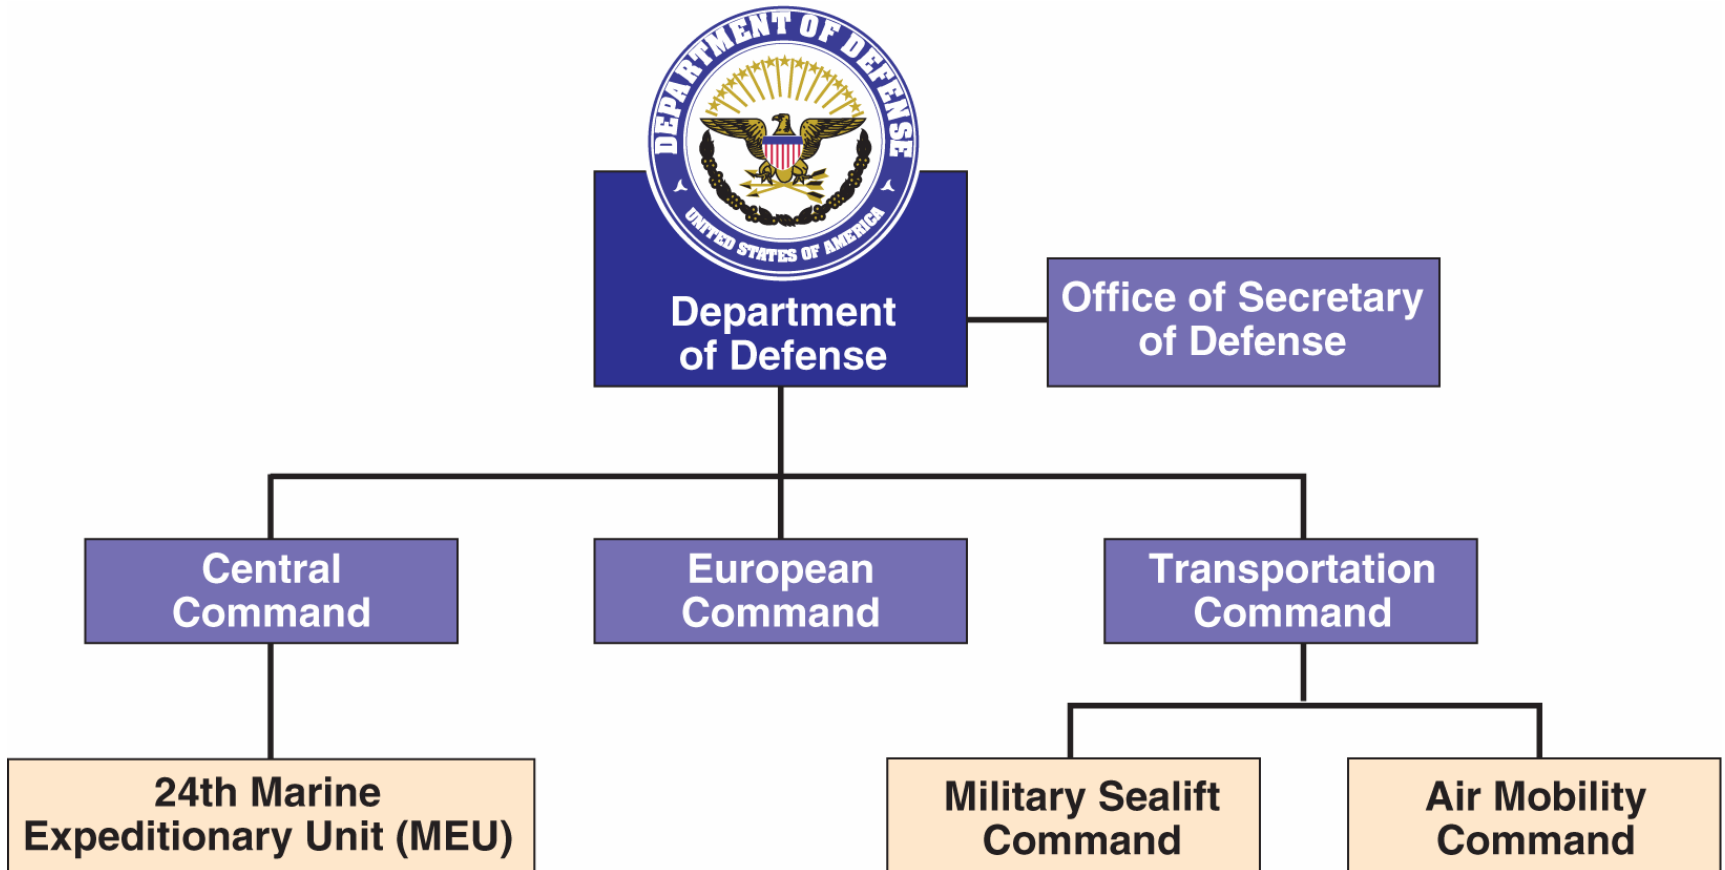 DEPARTMENT OF DEFENSE
UNITED STATES OF AMERICA
Department
of Defense
Office of Secretary
of Defense
Central
Command
European
Command
Transportation
Command
24th Marine
Expeditionary Unit (MEU)
Military Sealift
Command
Air Mobility
Command